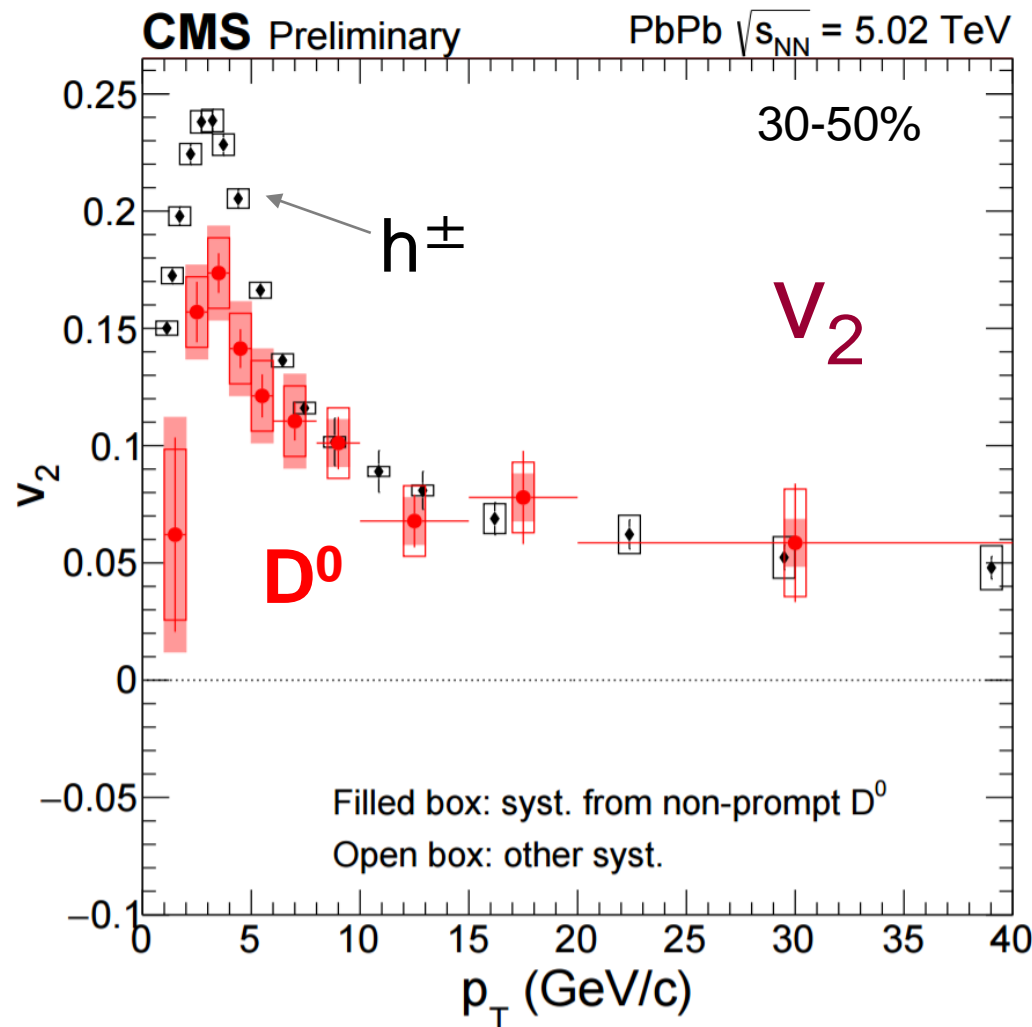 CMS Preliminary PbPb √s_NN = 5.02 TeV
30-50%
h±
v₂
D⁰
0.25
0.2
0.15
0.1
0.05
0
−0.05
−0.1
v₂
Filled box: syst. from non-prompt D⁰
Open box: other syst.
0 5 10 15 20 25 30 35 40
p_T (GeV/c)